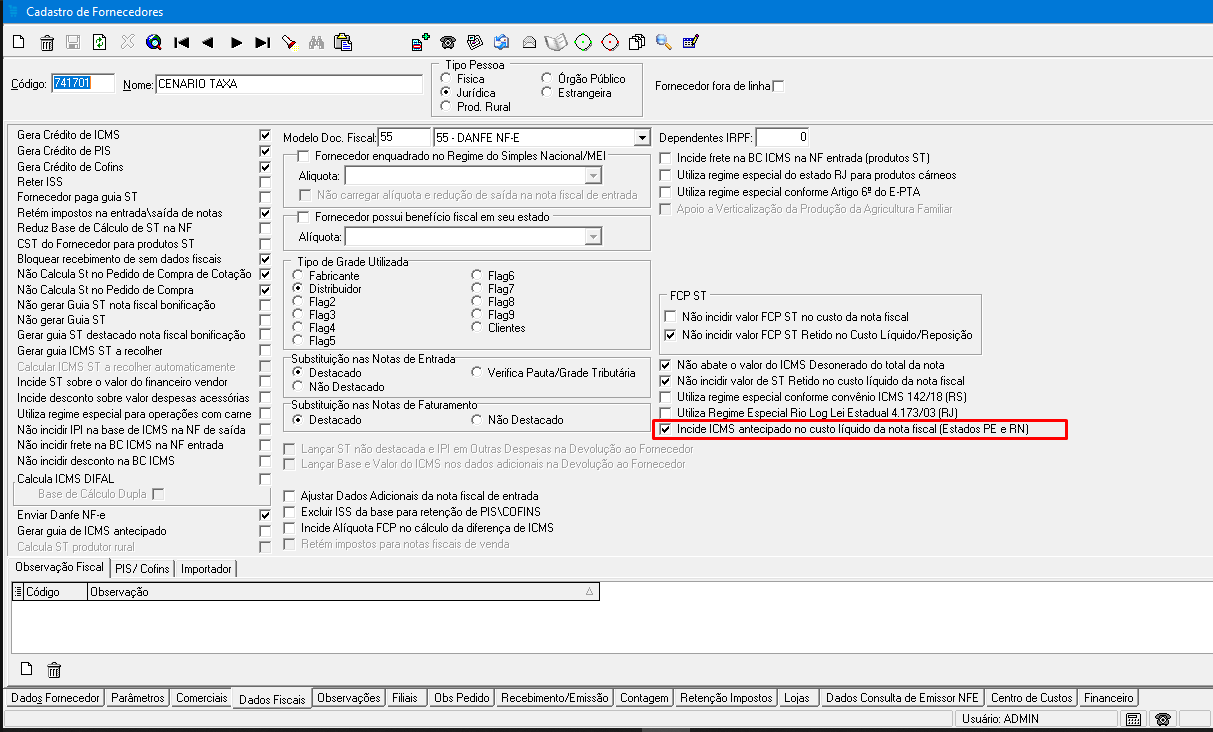 Cadastro de Fornecedores
Código: 741701
Nome: CENARIO TAXA
Tipo Pessoa
Fisica
Jurídica
Prod. Rural
Órgão Público
Estrangeira
Fornecedor fora de linha
Gera Crédito de ICMS
Gera Crédito de PIS
Gera Crédito de Cofins
Reter ISS
Fornecedor paga guia ST
Retém impostos na entrada\saída de notas
Reduz Base de Cálculo de ST na NF
CST do Fornecedor para produtos ST
Bloquear recebimento de sem dados fiscais
Não Calcula St no Pedido de Compra de Cotação
Não Calcula St no Pedido de Compra
Não gerar Guia ST nota fiscal bonificação
Não gerar Guia ST
Gerar guia ST destacado nota fiscal bonificação
Gerar guia ICMS ST a recolher
Calcular ICMS ST a recolher automaticamente
Incide ST sobre o valor do financeiro vendor
Incide desconto sobre valor despesas acessórias
Utiliza regime especial para operações com carne
Não incidir IPI na base de ICMS na NF de saída
Não incidir frete na BC ICMS na NF entrada
Não incidir desconto na BC ICMS
Calcula ICMS DIFAL
Base de Cálculo Dupla
Enviar Danfe NF-e
Gerar guia de ICMS antecipado
Calcula ST produtor rural
Modelo Doc. Fiscal: 55 55 - DANFE NF-E
Fornecedor enquadrado no Regime do Simples Nacional/MEI
Aliquota:
Não carregar alíquota e redução de saída na nota fiscal de entrada
Fornecedor possui benefício fiscal em seu estado
Alíquota:
Tipo de Grade Utilizada
Fabricante
Distribuidor
Flag2
Flag3
Flag4
Flag5
Flag6
Flag7
Flag8
Flag9
Clientes
Substituição nas Notas de Entrada
Destacado
Não Destacado
Verifica Pauta/Grade Tributária
Substituição nas Notas de Faturamento
Destacado
Não Destacado
Lançar ST não destacada e IPI em Outras Despesas na Devolução ao Fornecedor
Lançar Base e Valor do ICMS nos dados adicionais na Devolução ao Fornecedor
Ajustar Dados Adicionais da nota fiscal de entrada
Excluir ISS da base para retenção de PIS\COFINS
Incide Alíquota FCP no cálculo da diferença de ICMS
Retém impostos para notas fiscais de venda
Dependentes IRPF: 0
Incide frete na BC ICMS na NF entrada (produtos ST)
Utiliza regime especial do estado RJ para produtos cárneos
Utiliza regime especial conforme Artigo 6º do E-PTA
Apoio a Verticalização da Produção da Agricultura Familiar
FCP ST
Não incidir valor FCP ST no custo da nota fiscal
Não incidir valor FCP ST Retido no Custo Líquido/Reposição
Não abate o valor do ICMS Desonerado do total da nota
Não incidir valor de ST Retido no custo líquido da nota fiscal
Utiliza regime especial conforme convênio ICMS 142/18 (RS)
Utiliza Regime Especial Rio Log Lei Estadual 4.173/03 (RJ)
Incide ICMS antecipado no custo líquido da nota fiscal (Estados PE e RN)
Observação Fiscal PIS/ Cofins Importador
Código Observação
Dados Fornecedor Parâmetros Comerciais Dados Fiscais Observações Filiais Obs Pedido Recebimento/Emissão Contagem Retenção Impostos Lojas Dados Consulta de Emissor NFE Centro de Custos Financeiro
Usuário: ADMIN